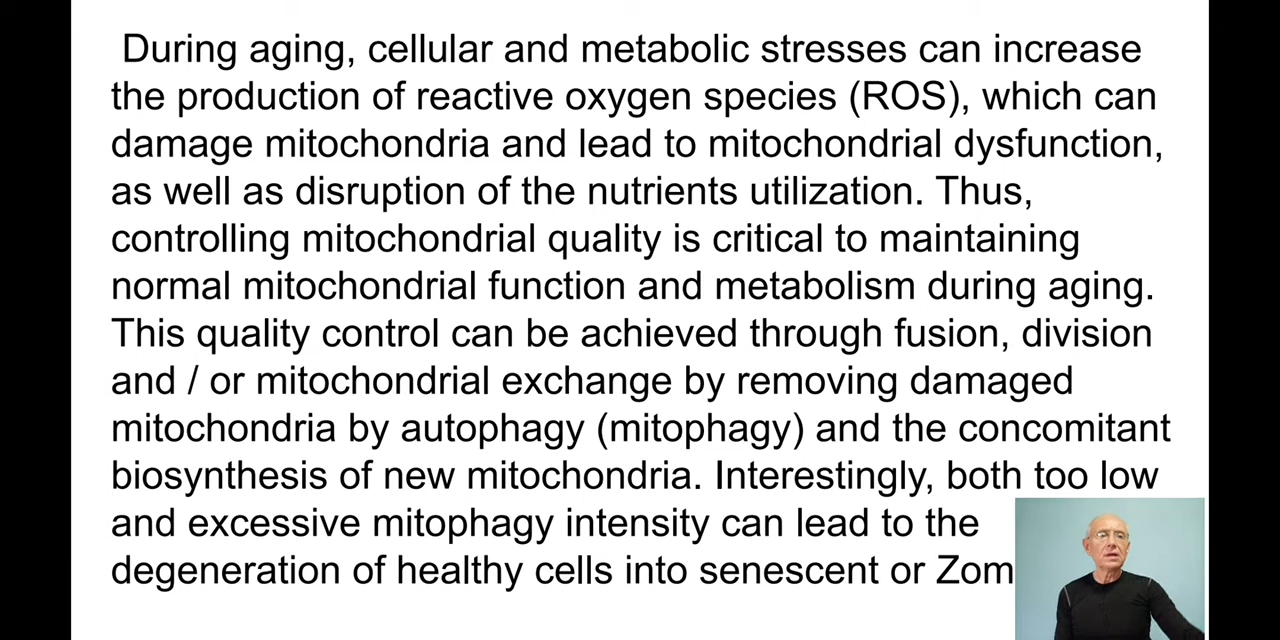 During aging, cellular and metabolic stresses can increase
the production of reactive oxygen species (ROS), which can
damage mitochondria and lead to mitochondrial dysfunction,
as well as disruption of the nutrients utilization. Thus,
controlling mitochondrial quality is critical to maintaining
normal mitochondrial function and metabolism during aging.
This quality control can be achieved through fusion, division
and / or mitochondrial exchange by removing damaged
mitochondria by autophagy (mitophagy) and the concomitant
biosynthesis of new mitochondria. Interestingly, both too low
and excessive mitophagy intensity can lead to the
degeneration of healthy cells into senescent or Zom